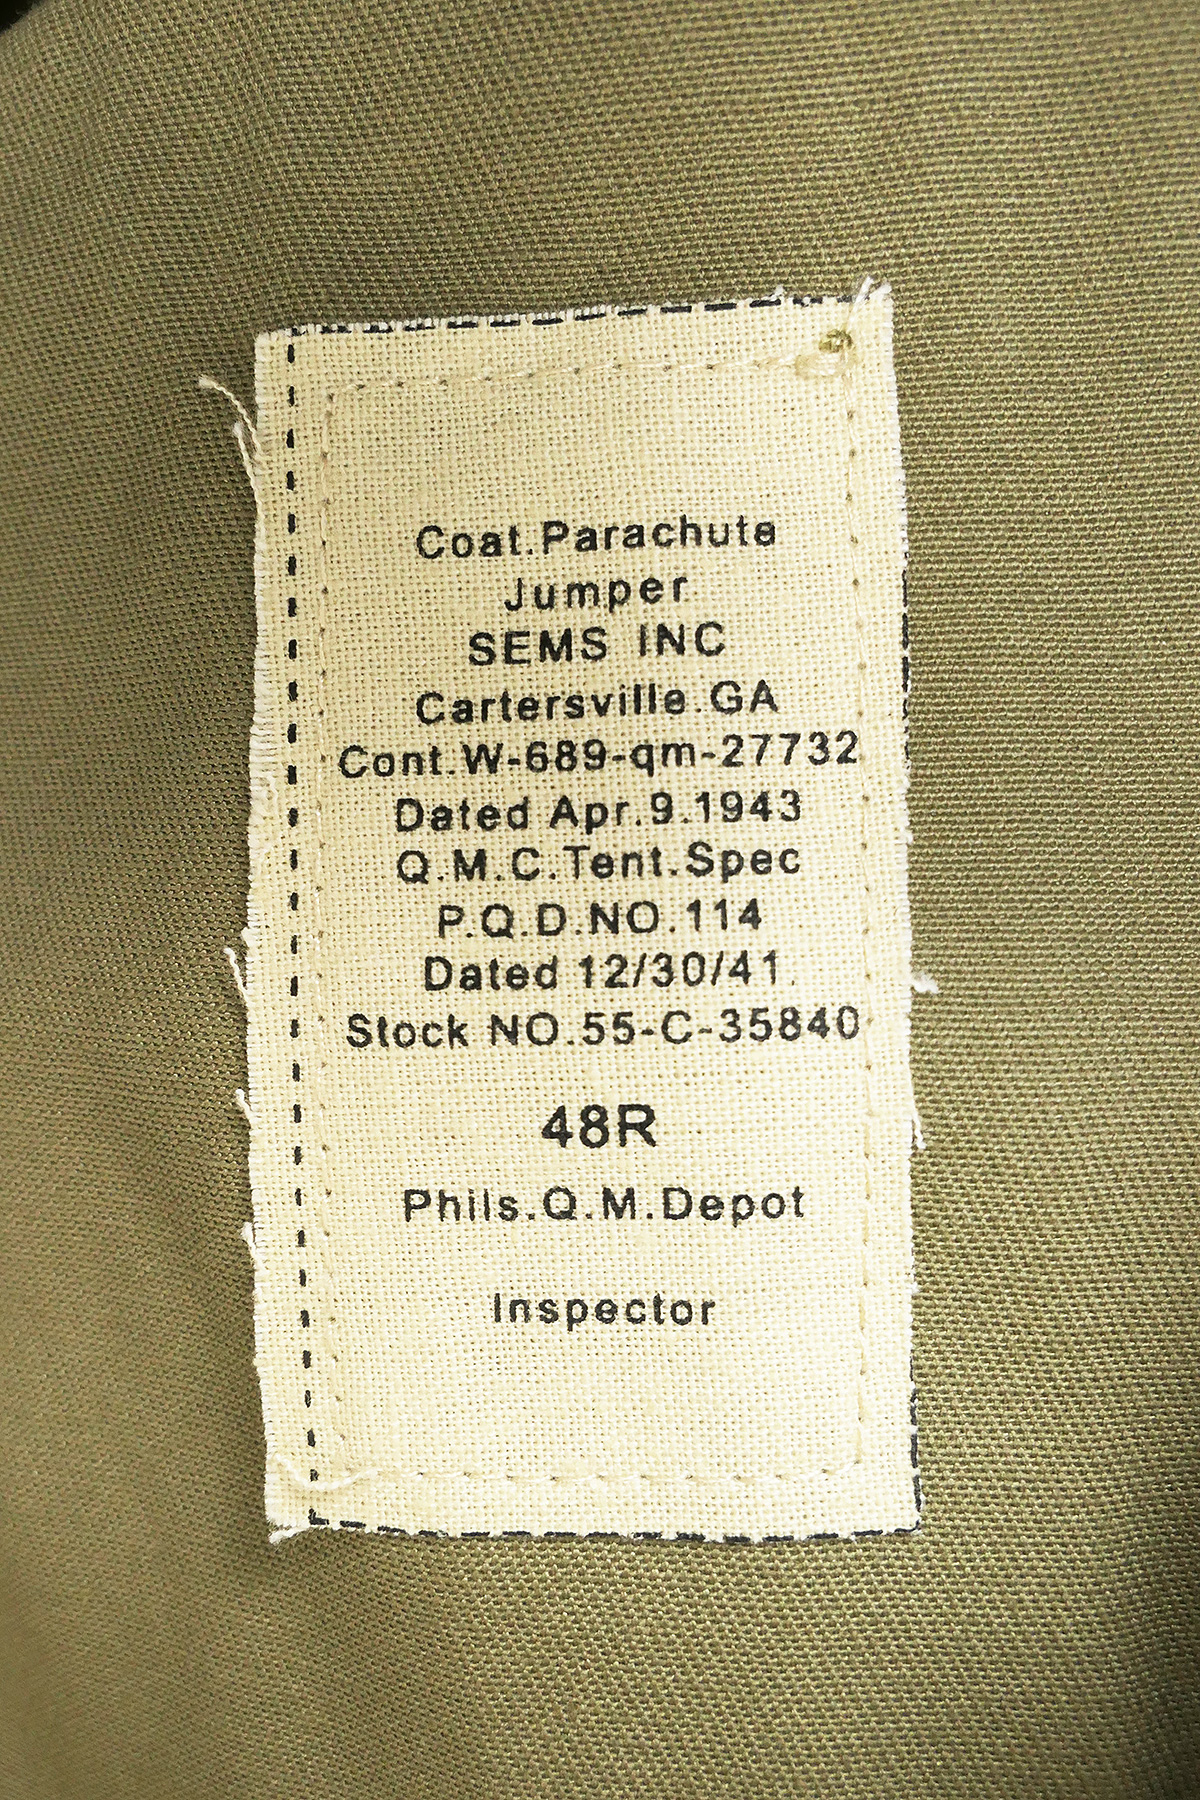 Coat.Parachute
Jumper
SEMS INC
Cartersville.GA
Cont.W-689-qm-27732
Dated Apr.9.1943
Q.M.C.Tent.Spec
P.Q.D.NO.114
Dated 12/30/41.
Stock NO.55-C-35840
48R
Phils.Q.M.Depot
Inspector